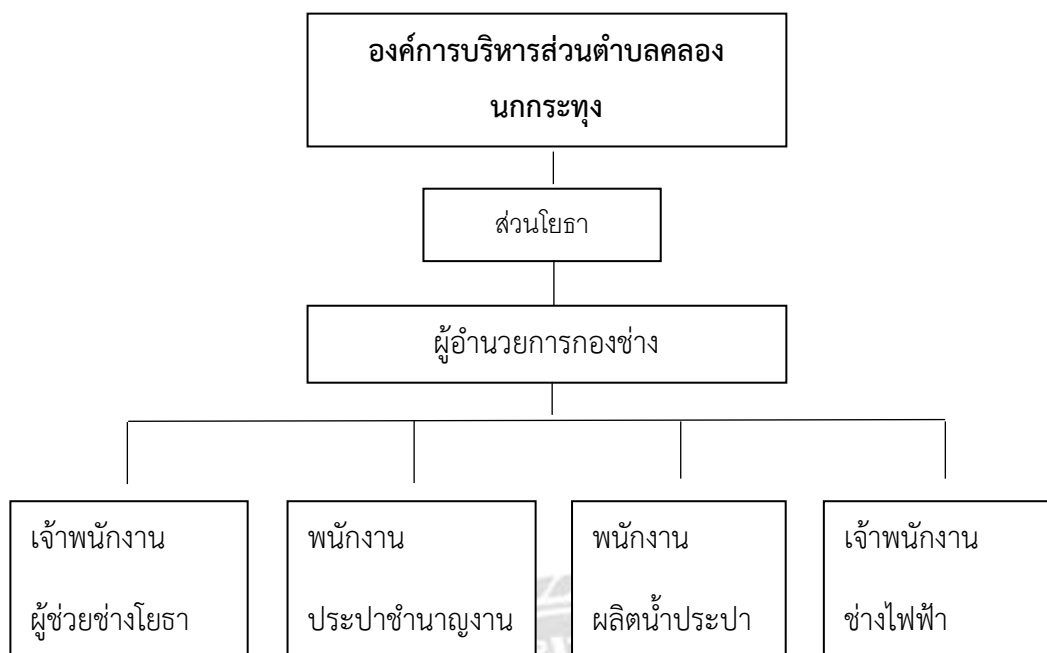 องค์การบริหารส่วนตำบลคลอง
นกกระทุง
ส่วนโยธา
ผู้อำนวยการกองช่าง
เจ้าพนักงาน
ผู้ช่วยช่างโยธา
พนักงาน
ประปาชำนาญงาน
พนักงาน
ผลิตน้ำประปา
เจ้าพนักงาน
ช่างไฟฟ้า